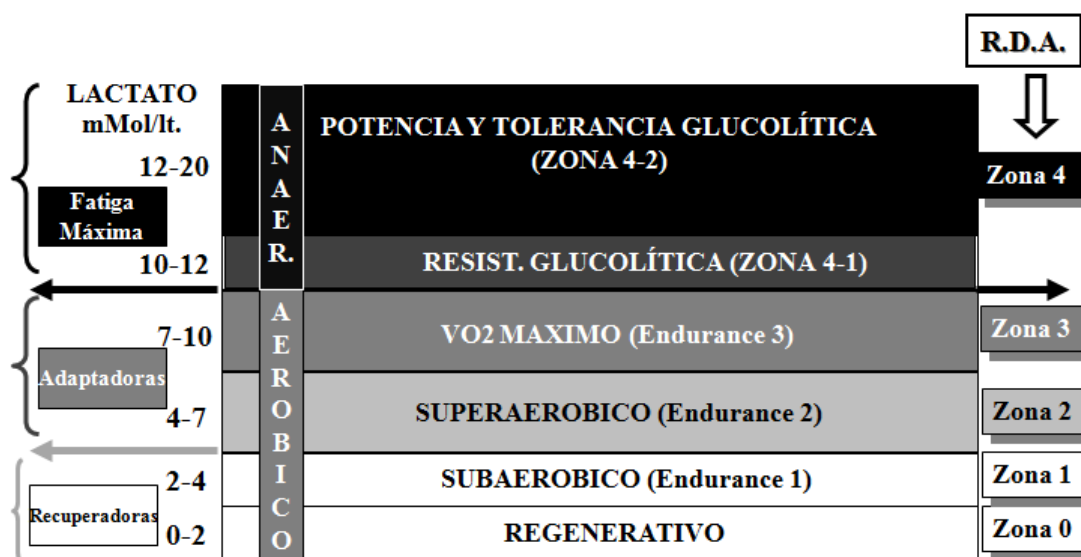 R.D.A.
LACTATO
mMol/lt.
ANAER.
POTENCIA Y TOLERANCIA GLUCOLÍTICA
(ZONA 4-2)
12-20
Zona 4
Fatiga
Máxima
10-12
RESIST. GLUCOLÍTICA (ZONA 4-1)
AEROBICO
7-10
VO2 MAXIMO (Endurance 3)
Zona 3
Adaptadoras
4-7
SUPERAEROBICO (Endurance 2)
Zona 2
2-4
SUBAEROBICO (Endurance 1)
Zona 1
Recuperadoras
0-2
REGENERATIVO
Zona 0